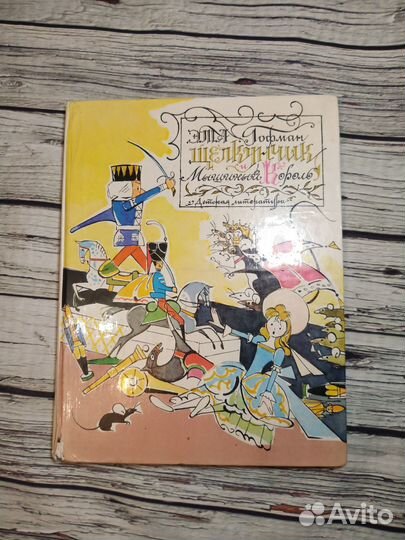 Э.Т.А. Гофман
Щелкунчик
и
Мышиный Король
Детская литература
Avito